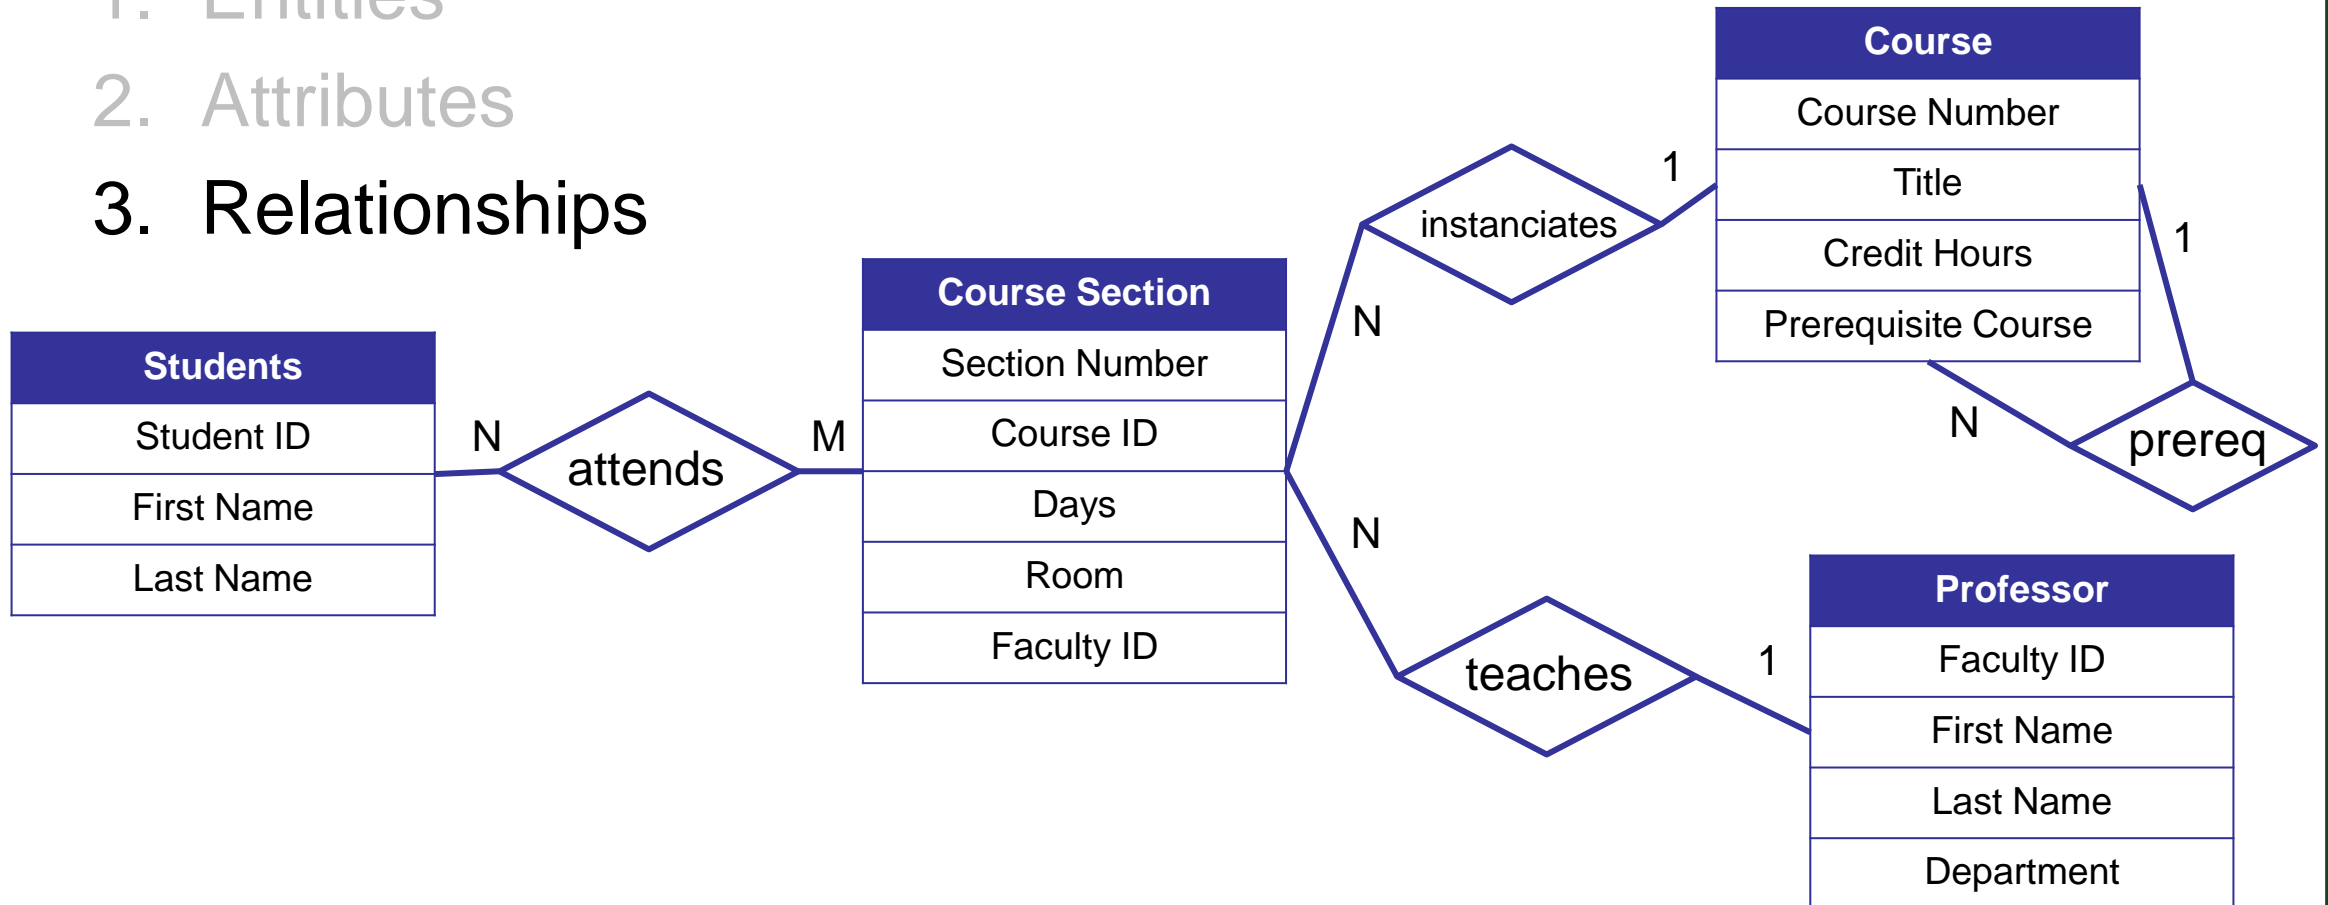 1. Entities
2. Attributes
3. Relationships
Students
Student ID
First Name
Last Name
N
attends
M
Course Section
Section Number
Course ID
Days
Room
Faculty ID
N
instanciates
1
Course
Course Number
Title
Credit Hours
Prerequisite Course
1
N
prereq
N
teaches
1
Professor
Faculty ID
First Name
Last Name
Department